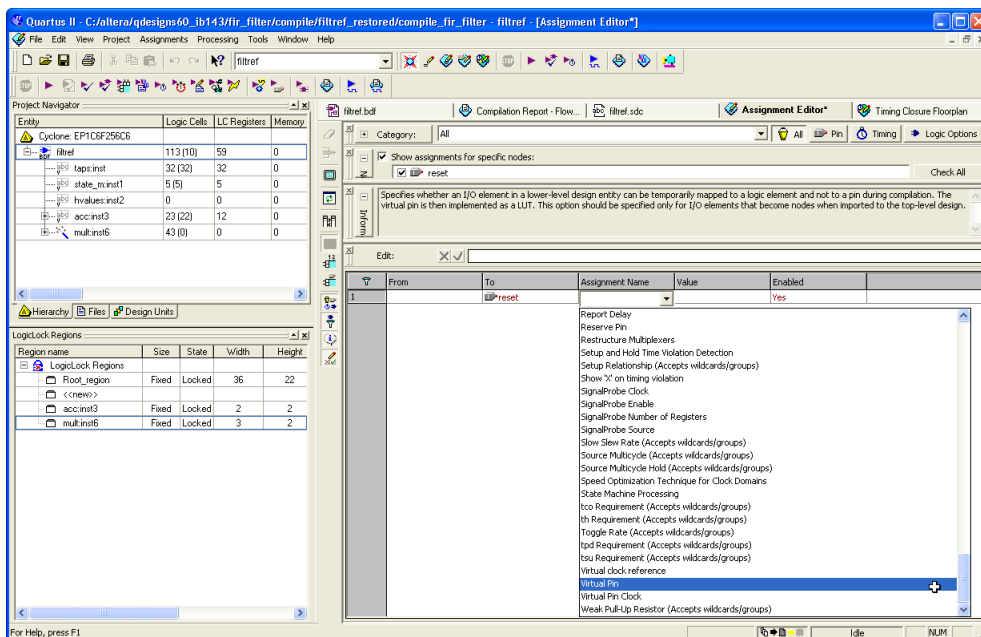 Quartus II - C:/altera/qdesigns60_ib143/fir_filter/compile/filtref_restored/compile_fir_filter - filtref - [Assignment Editor*]
File Edit View Project Assignments Processing Tools Window Help
filtref
Project Navigator
Entity Logic Cells LC Registers Memory
Cyclone: EP1C6F256C6
filtref 113 (10) 59 0
taps:inst 32 (32) 32 0
state_m:inst1 5 (5) 5 0
hvalues:inst2 0 (0) 0 0
acc:inst3 23 (22) 12 0
mult:inst6 43 (0) 0 0
Hierarchy Files Design Units
LogicLock Regions
Region name Size State Width Height
LogicLock Regions
Root_region Fixed Locked 36 22
<<new>>
acc:inst3 Fixed Locked 2 2
mult:inst6 Fixed Locked 3 2
filtref.bdf Compilation Report - Flow... filtref.sdc Assignment Editor* Timing Closure Floorplan
Category: All All Pin Timing Logic Options
Show assignments for specific nodes:
reset Check All
Inform
Specifies whether an I/O element in a lower-level design entity can be temporarily mapped to a logic element and not to a pin during compilation. The
virtual pin is then implemented as a LUT. This option should be specified only for I/O elements that become nodes when imported to the top-level design.
Edit:
From To Assignment Name Value Enabled
1 reset Yes
Report Delay
Reserve Pin
Restructure Multiplexers
Setup and Hold Time Violation Detection
Setup Relationship (Accepts wildcards/groups)
Show 'X' on timing violation
SignalProbe Clock
SignalProbe Enable
SignalProbe Number of Registers
SignalProbe Source
Slow Slew Rate (Accepts wildcards/groups)
Source Multicycle (Accepts wildcards/groups)
Source Multicycle Hold (Accepts wildcards/groups)
Speed Optimization Technique for Clock Domains
State Machine Processing
tco Requirement (Accepts wildcards/groups)
th Requirement (Accepts wildcards/groups)
Toggle Rate (Accepts wildcards/groups)
tpd Requirement (Accepts wildcards/groups)
tsu Requirement (Accepts wildcards/groups)
Virtual clock reference
Virtual Pin
Virtual Pin Clock
Weak Pull-Up Resistor (Accepts wildcards/groups)
For Help, press F1 Idle NUM